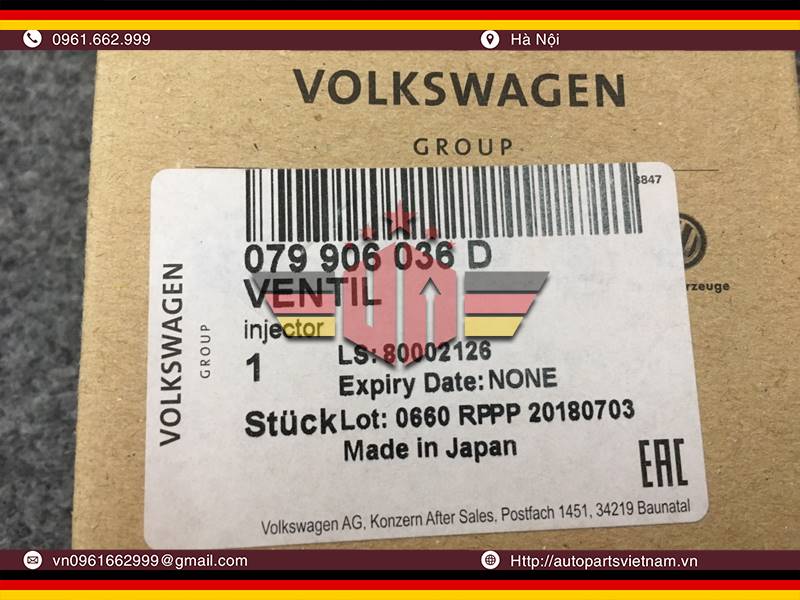 0961.662.999
Hà Nội
VOLKSWAGEN
GROUP
8847
079 906 036 D
VENTIL
injector
1
LS: 80002126
Expiry Date: NONE
Stück
Lot: 0660 RPPP 20180703
Made in Japan
EAC
Volkswagen AG, Konzern After Sales, Postfach 1451, 34219 Baunatal
VOLKSWAGEN
GROUP
rzeuge
vn0961662999@gmail.com
Http://autopartsvietnam.vn